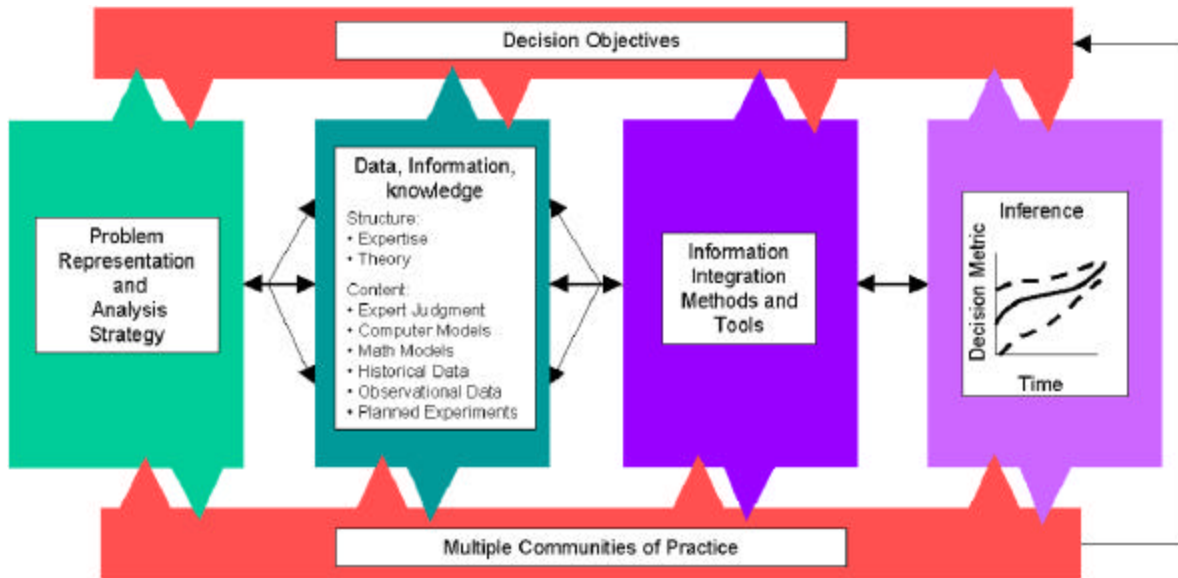 Decision Objectives
Problem
Representation
and
Analysis
Strategy
Data, Information,
knowledge
Structure:
• Expertise
• Theory
Content:
• Expert Judgment
• Computer Models
• Math Models
• Historical Data
• Observational Data
• Planned Experiments
Information
Integration
Methods and
Tools
Inference
Decision Metric
Time
Multiple Communities of Practice